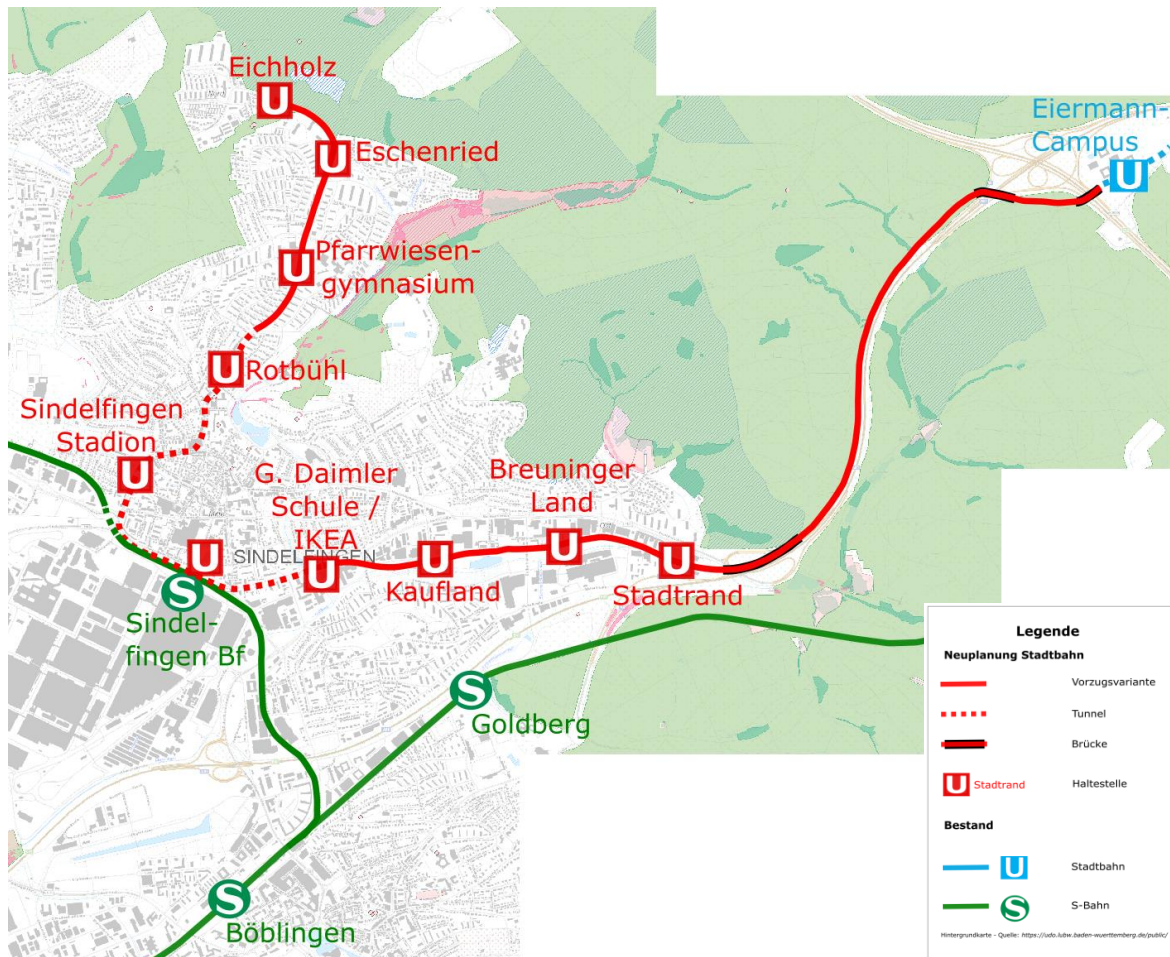 Eichholz
U
Eschenried
U
Pfarrwiesen-
gymnasium
U
Rotbühl
U
Sindelfingen
Stadion
U
G. Daimler
Schule /
IKEA
U
SINDELFINGEN
U
S
Sindel-
fingen Bf
Kaufland
U
Breuninger
Land
U
Stadtrand
U
Goldberg
S
Böblingen
S
Eiermann-
Campus
U
Legende
Neuplanung Stadtbahn
Vorzugsvariante
Tunnel
Brücke
U Stadtrand Haltestelle
Bestand
U Stadtbahn
S S-Bahn
Hintergrundkarte - Quelle: https://udo.lubw.baden-wuerttemberg.de/public/